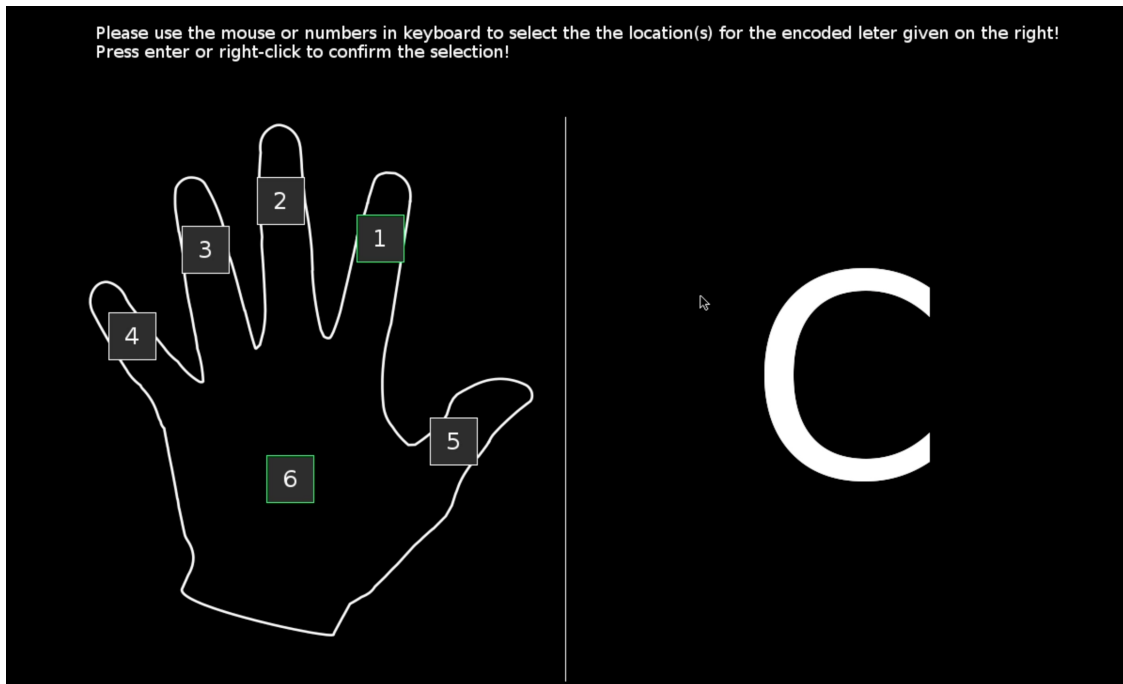 Please use the mouse or numbers in keyboard to select the the location(s) for the encoded leter given on the right!
Press enter or right-click to confirm the selection!
2
1
3
4
5
6
C